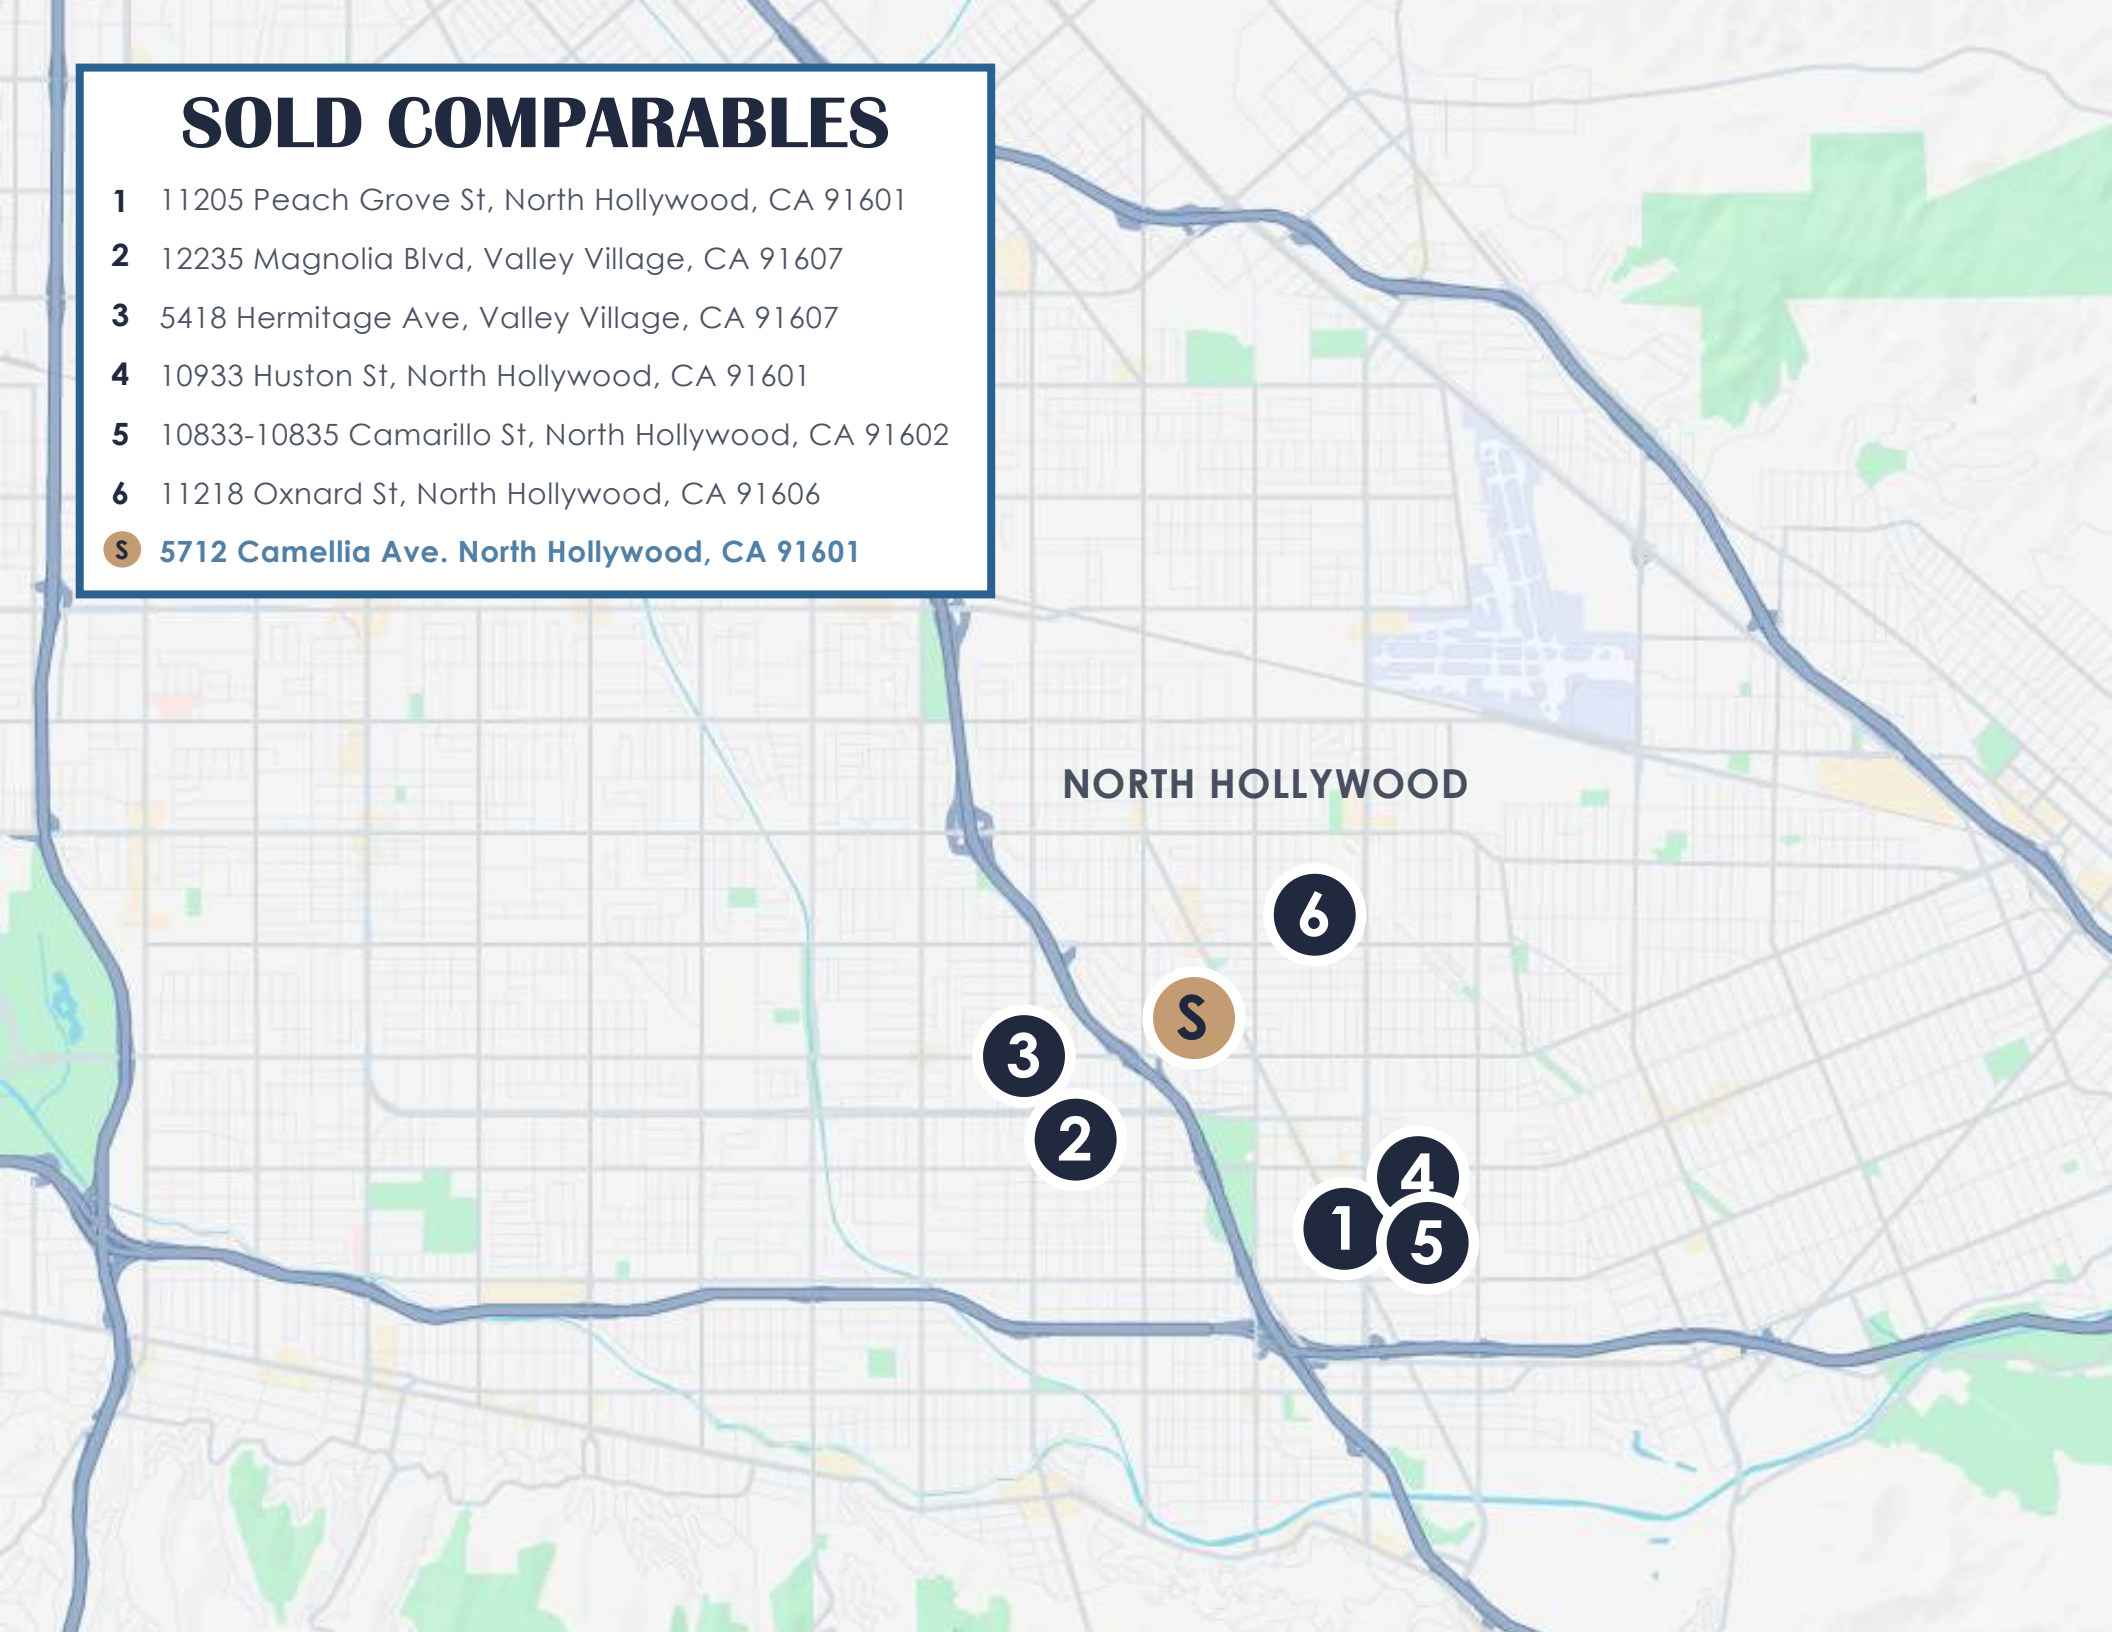 SOLD COMPARABLES
1 11205 Peach Grove St, North Hollywood, CA 91601
2 12235 Magnolia Blvd, Valley Village, CA 91607
3 5418 Hermitage Ave, Valley Village, CA 91607
4 10933 Huston St, North Hollywood, CA 91601
5 10833-10835 Camarillo St, North Hollywood, CA 91602
6 11218 Oxnard St, North Hollywood, CA 91606
S 5712 Camellia Ave. North Hollywood, CA 91601
NORTH HOLLYWOOD
6
S
3
2
4
1
5